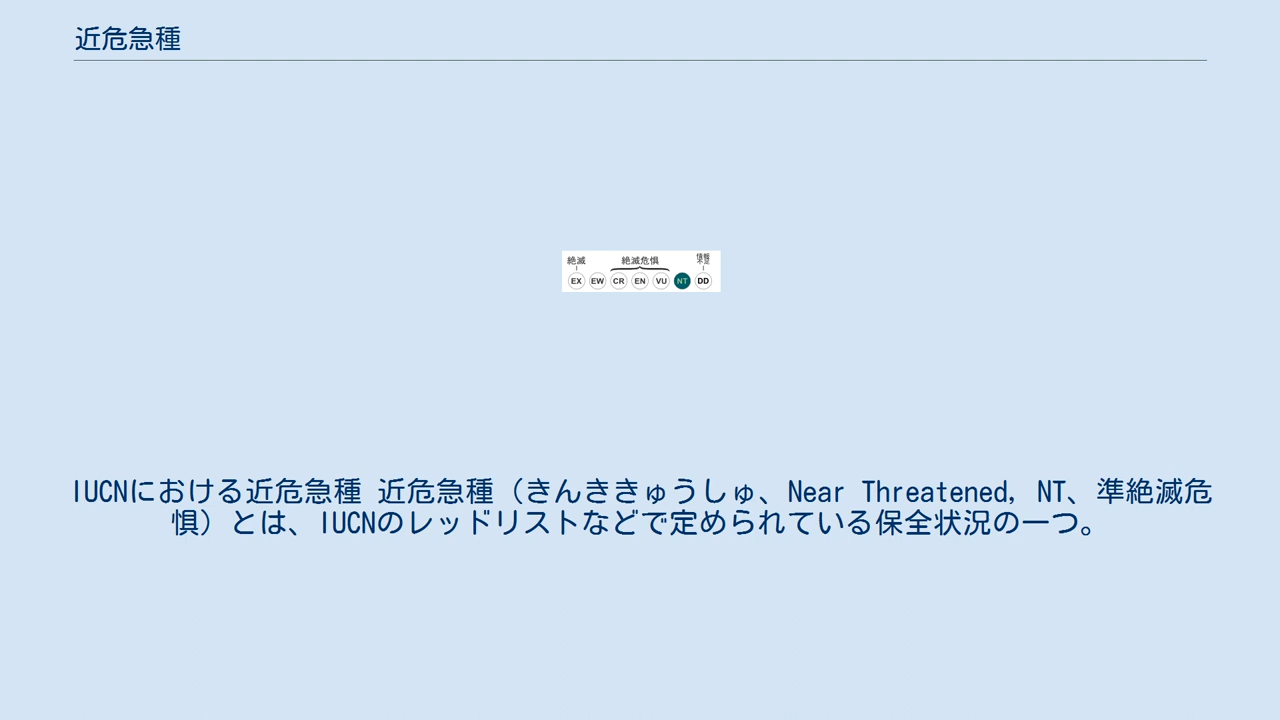 近危急種
絶滅 絶滅危惧 情報不足
EX EW CR EN VU NT DD
IUCNにおける近危急種 近危急種（きんききゅうしゅ、Near Threatened, NT、準絶滅危
惧）とは、IUCNのレッドリストなどで定められている保全状況の一つ。